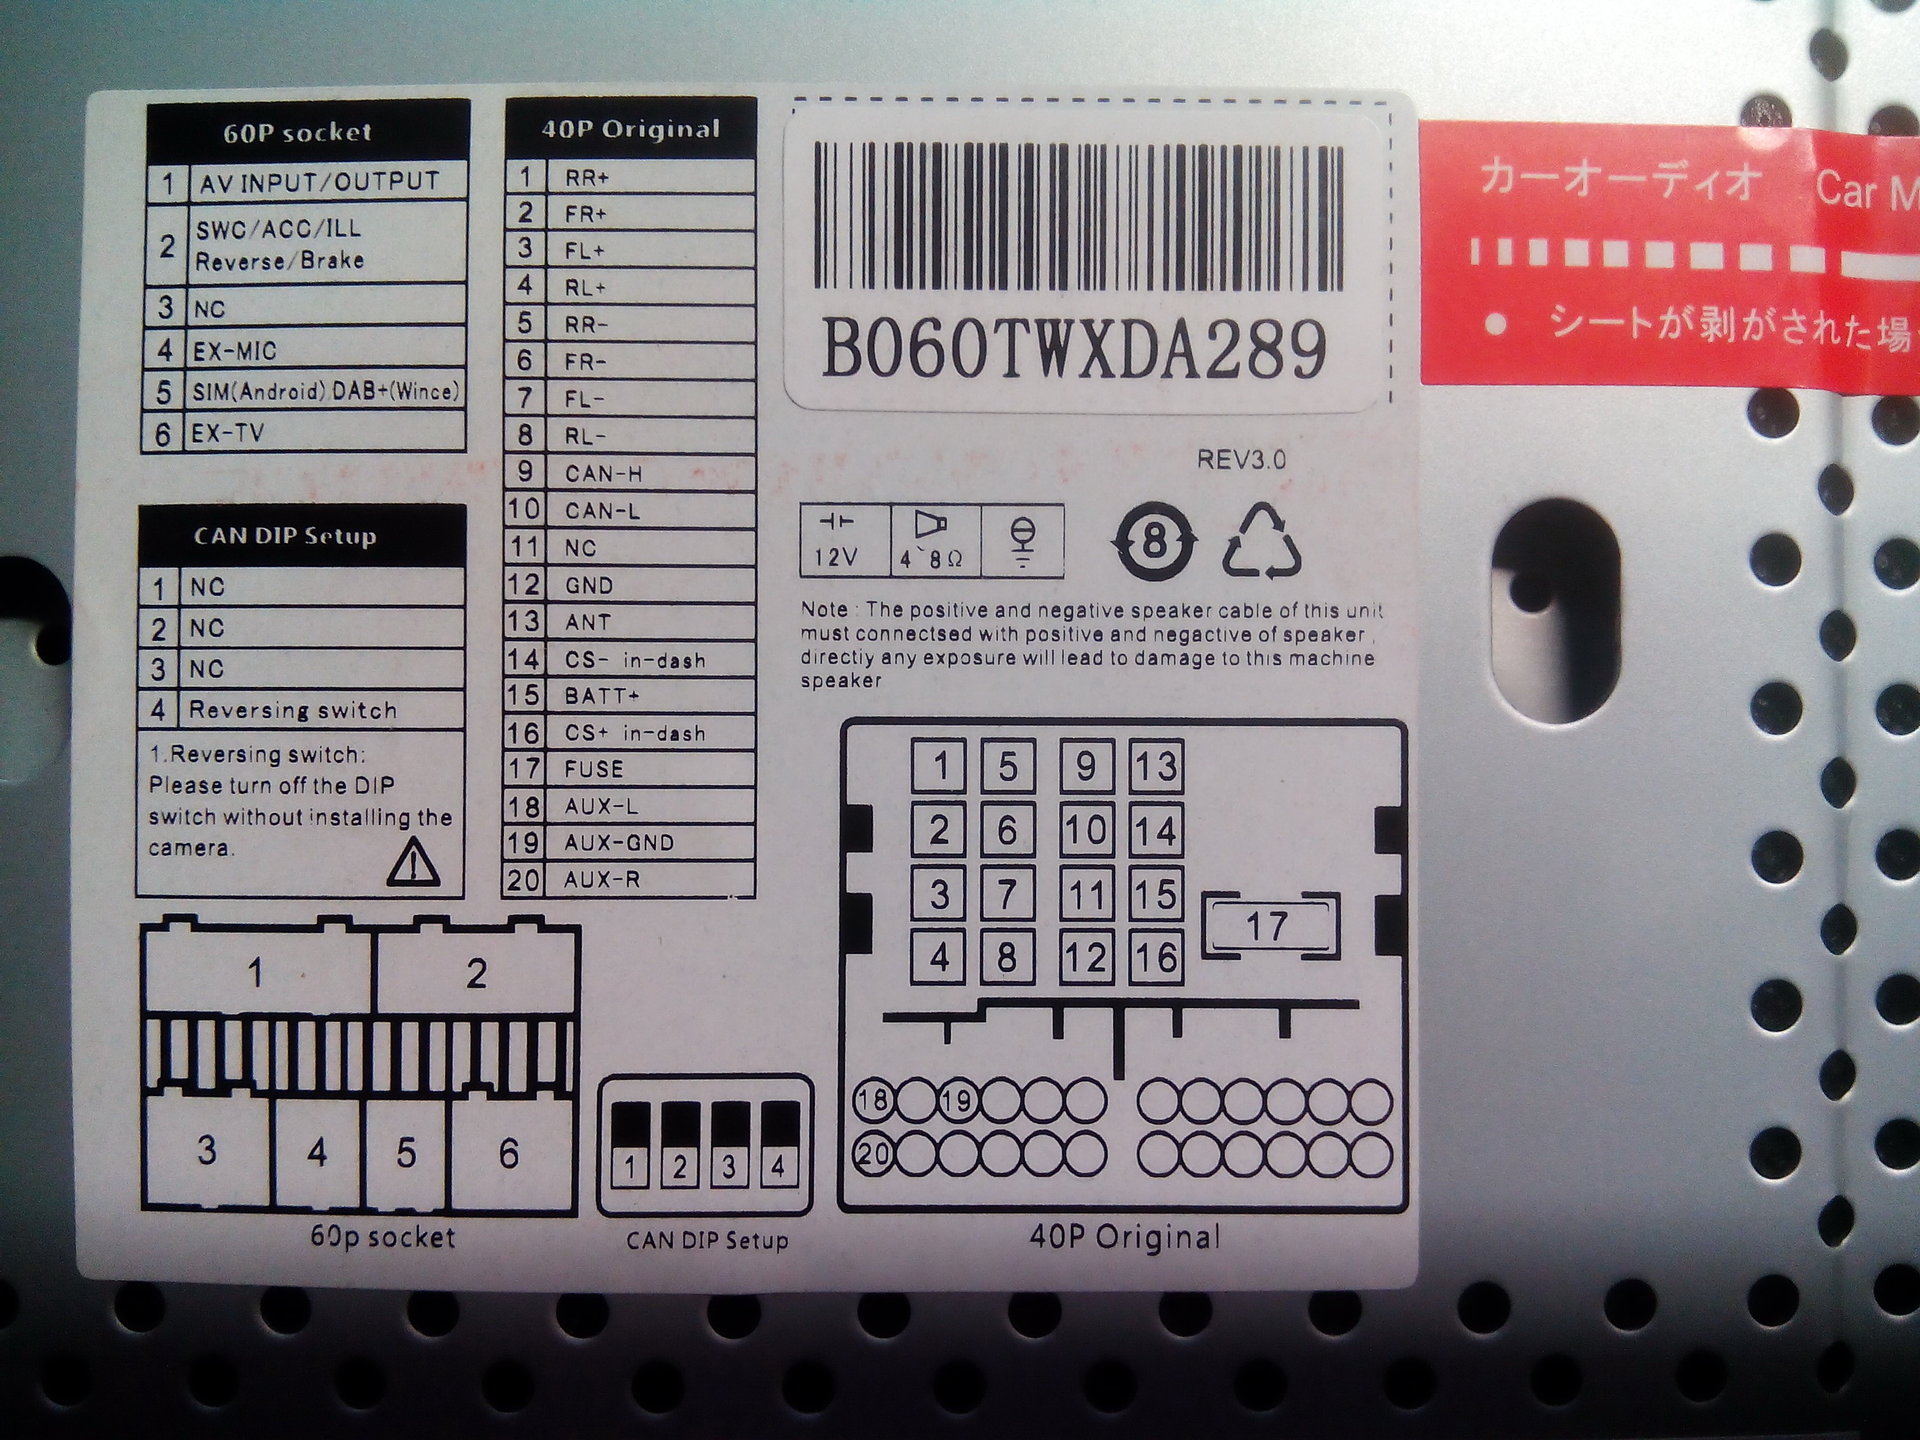 60P socket
1 AV INPUT/OUTPUT
2 SWC/ACC/ILL
Reverse/Brake
3 NC
4 EX-MIC
5 SIM(Android) DAB+(Wince)
6 EX-TV
CAN DIP Setup
1 NC
2 NC
3 NC
4 Reversing switch
1.Reversing switch:
Please turn off the DIP
switch without installing the
camera.
40P Original
1 RR+
2 FR+
3 FL+
4 RL+
5 RR-
6 FR-
7 FL-
8 RL-
9 CAN-H
10 CAN-L
11 NC
12 GND
13 ANT
14 CS- in-dash
15 BATT+
16 CS+ in-dash
17 FUSE
18 AUX-L
19 AUX-GND
20 AUX-R
B060TWXDA289
REV3.0
12V
4`8Ω
8
Note : The positive and negative speaker cable of this unit
must connectsed with positive and negactive of speaker ,
directiy any exposure will lead to damage to this machine
speaker
1 5 9 13
2 6 10 14
3 7 11 15
4 8 12 16
17
18 19
20
40P Original
1 2
3 4 5 6
60p socket
1 2 3 4
CAN DIP Setup
カーオーディオ Car M
● シートが剥がされた場